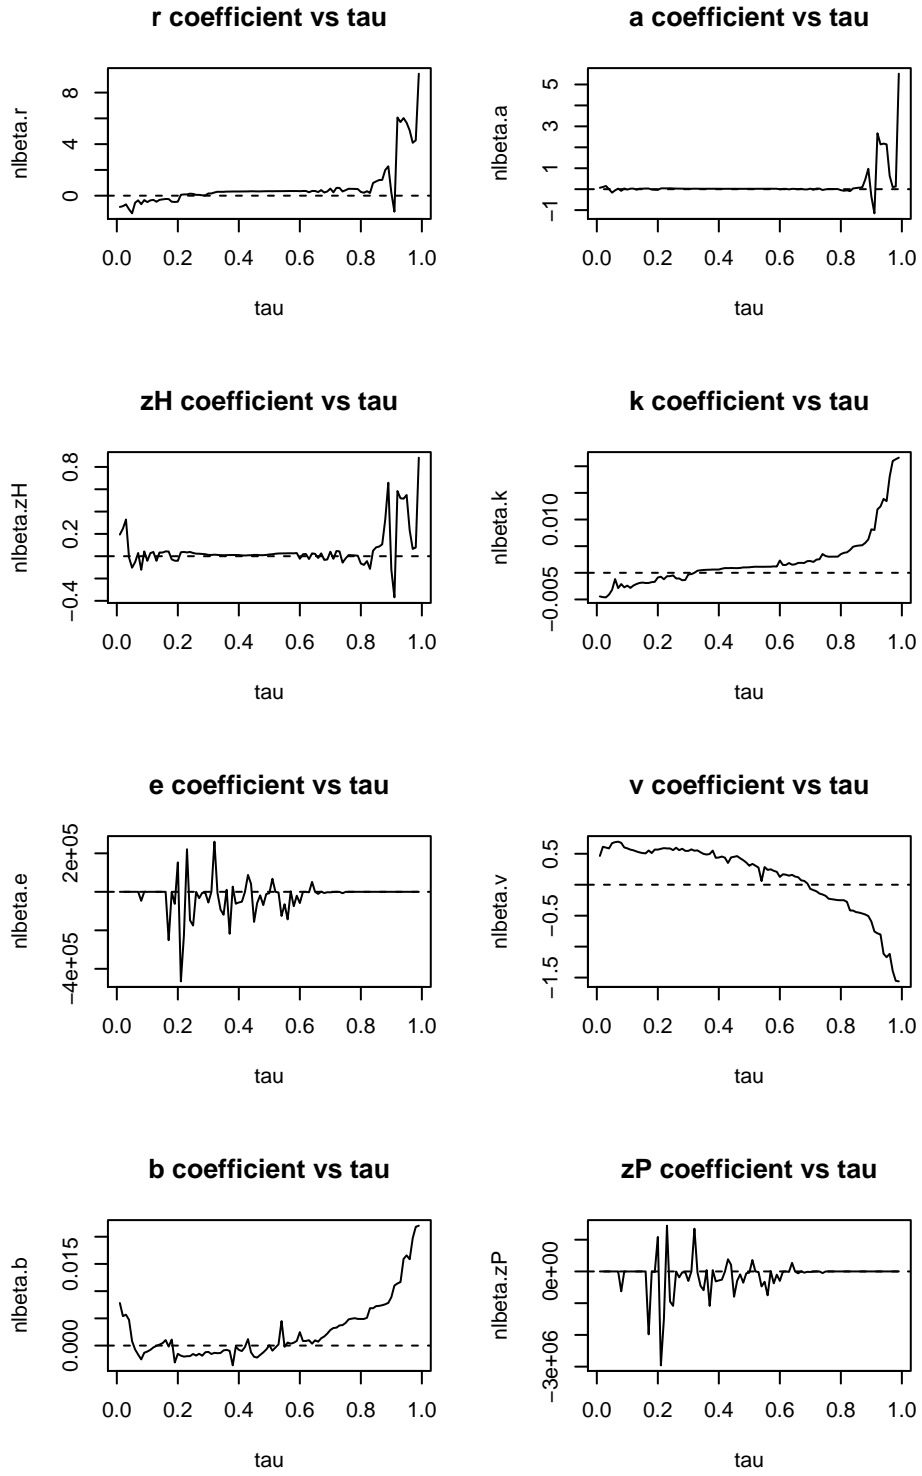 r coefficient vs tau
nlbeta.r
8
4
0
0.0 0.2 0.4 0.6 0.8 1.0
tau
a coefficient vs tau
nlbeta.a
5
3
1
−1
0.0 0.2 0.4 0.6 0.8 1.0
tau
zH coefficient vs tau
nlbeta.zH
0.8
0.2
−0.4
0.0 0.2 0.4 0.6 0.8 1.0
tau
k coefficient vs tau
nlbeta.k
0.010
−0.005
0.0 0.2 0.4 0.6 0.8 1.0
tau
e coefficient vs tau
nlbeta.e
2e+05
−4e+05
0.0 0.2 0.4 0.6 0.8 1.0
tau
v coefficient vs tau
nlbeta.v
0.5
−0.5
−1.5
0.0 0.2 0.4 0.6 0.8 1.0
tau
b coefficient vs tau
nlbeta.b
0.015
0.000
0.0 0.2 0.4 0.6 0.8 1.0
tau
zP coefficient vs tau
nlbeta.zP
0e+00
−3e+06
0.0 0.2 0.4 0.6 0.8 1.0
tau